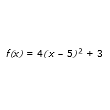 f(x) = 4(x – 5)² + 3